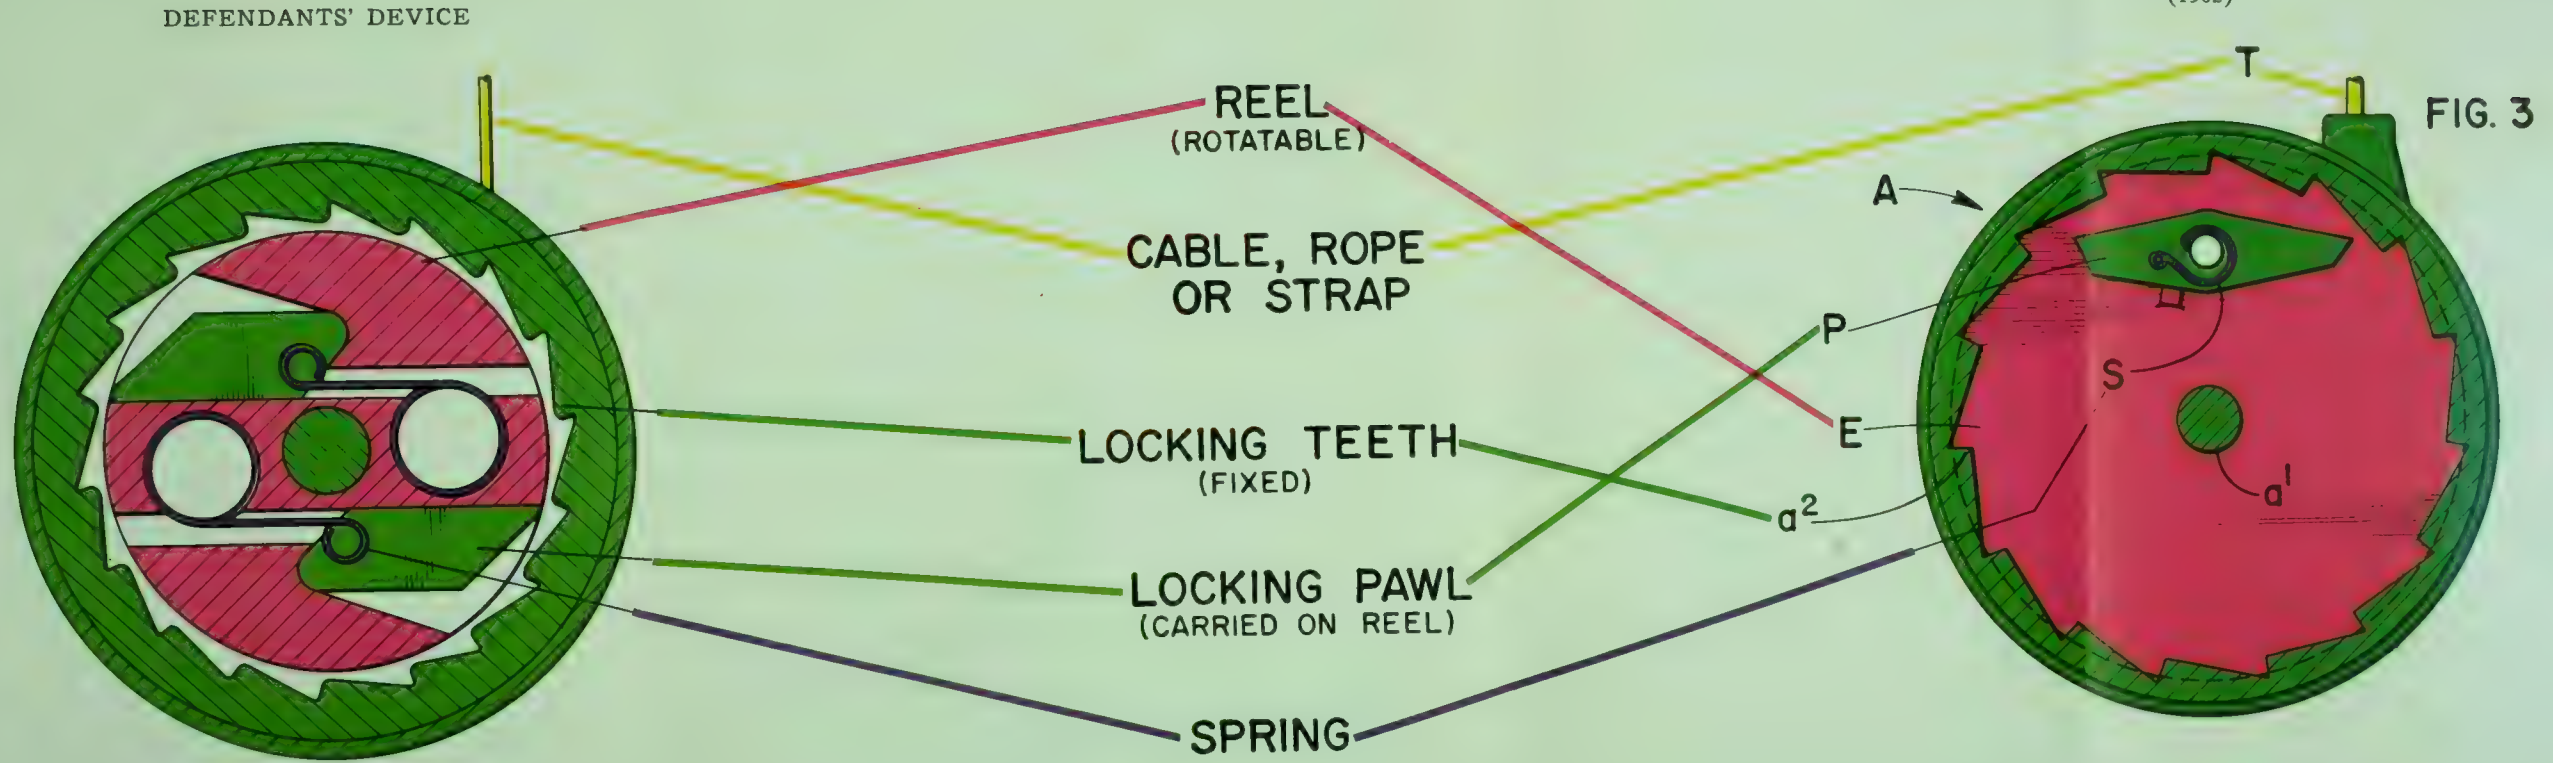 DEFENDANTS' DEVICE
T
REEL
(ROTATABLE)
FIG. 3
A
CABLE, ROPE
OR STRAP
P
S
E
LOCKING TEETH
(FIXED)
a¹
a²
LOCKING PAWL
(CARRIED ON REEL)
SPRING